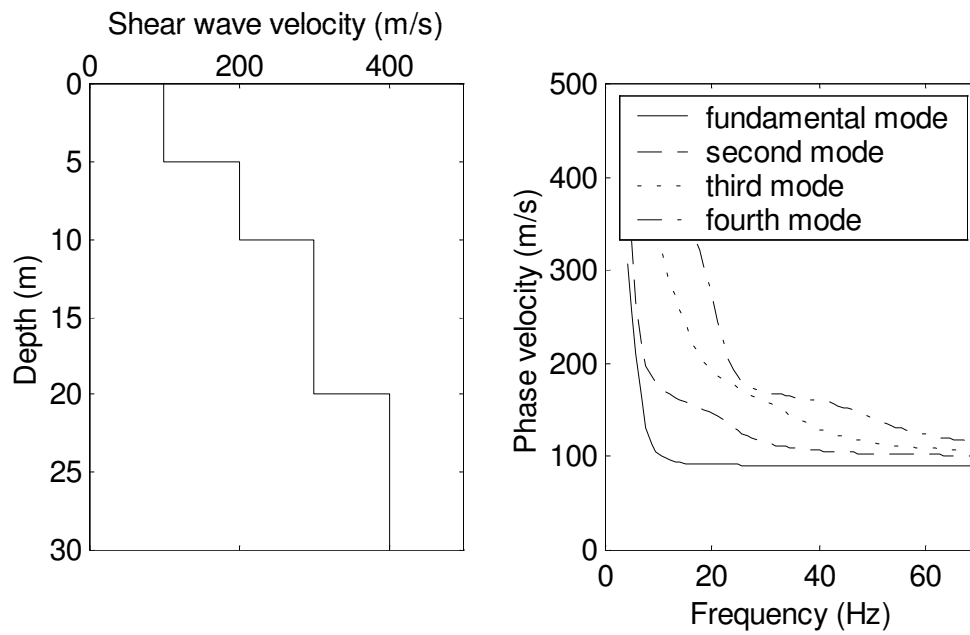 Shear wave velocity (m/s)
0 200 400
0
5
10
15
20
25
30
Depth (m)
500
400
300
200
100
0
Phase velocity (m/s)
fundamental mode
second mode
third mode
fourth mode
0 20 40 60
Frequency (Hz)